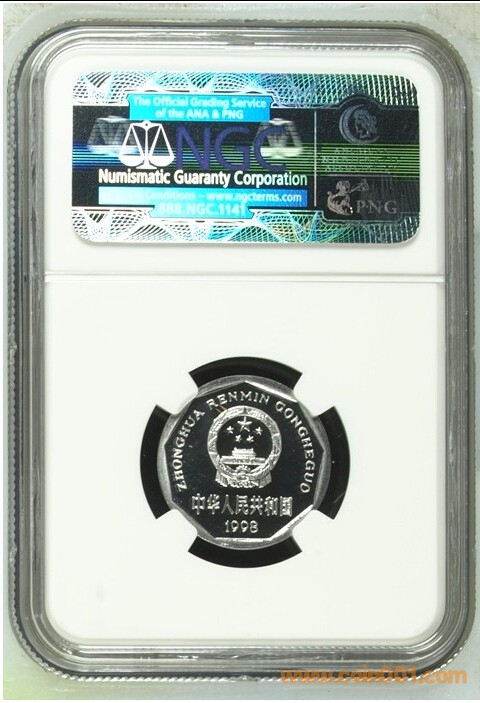 The Official Grading Service
of the ANA & PNG
NGC
Numismatic Guaranty Corporation
Conditions – www.ngcterms.com
888.NGC.1141
PNG
ZHONGHUA RENMIN GONGHEGUO
中华人民共和国
1998
www.coin001.com